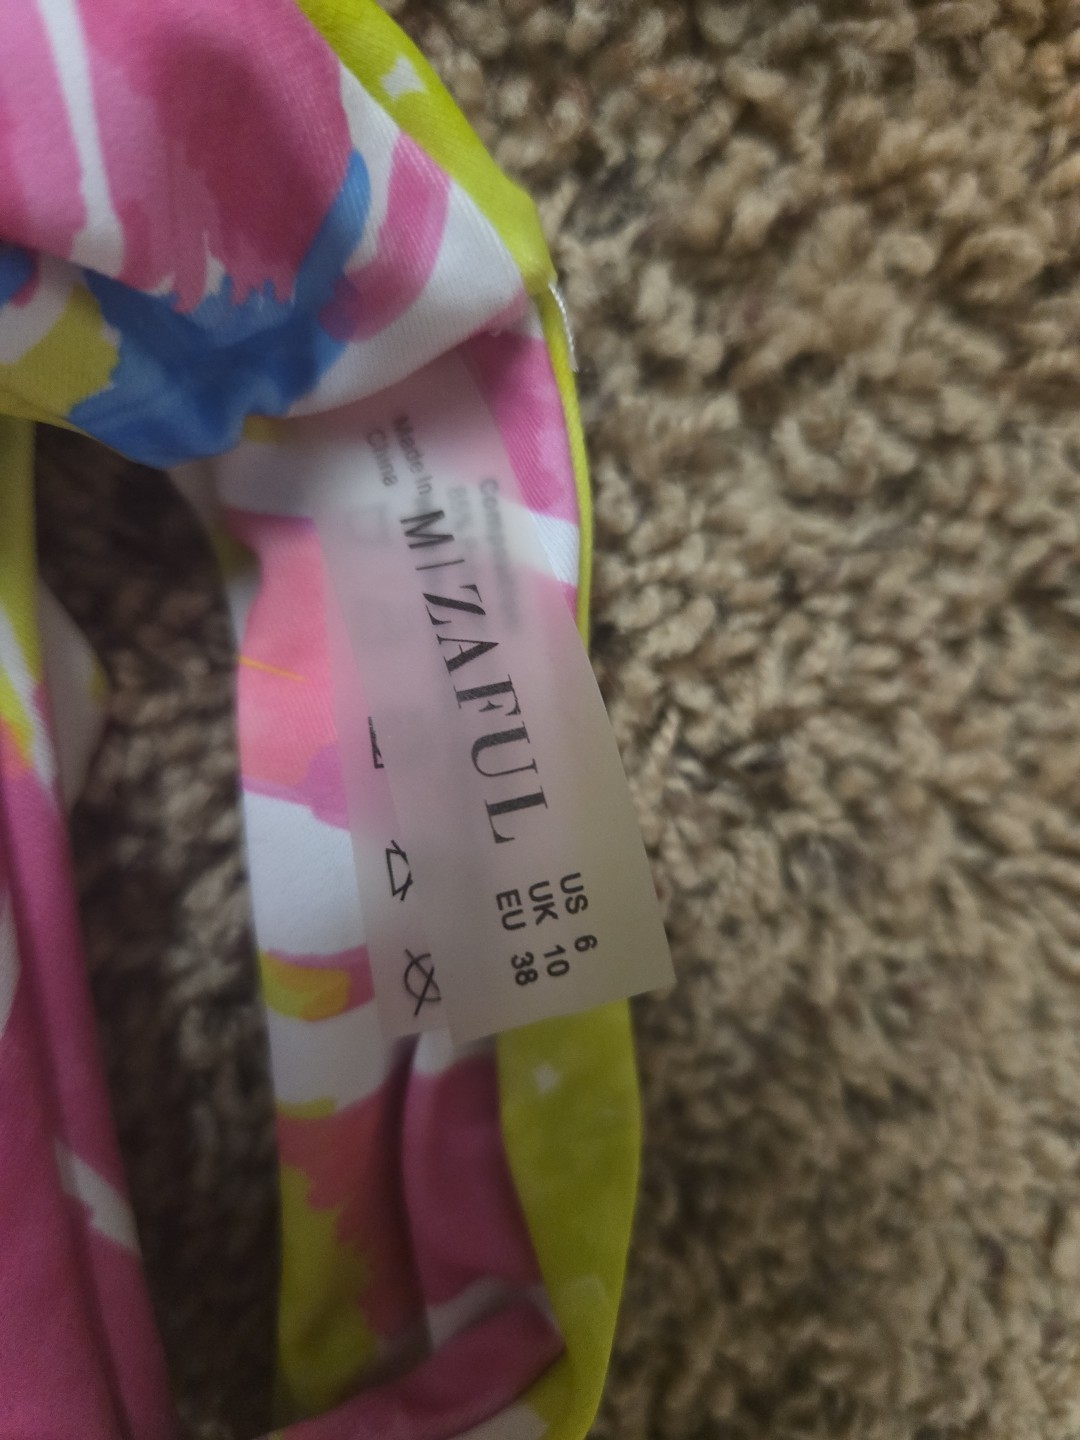 M | ZAFUL
US 6
UK 10
EU 38
Made in
China